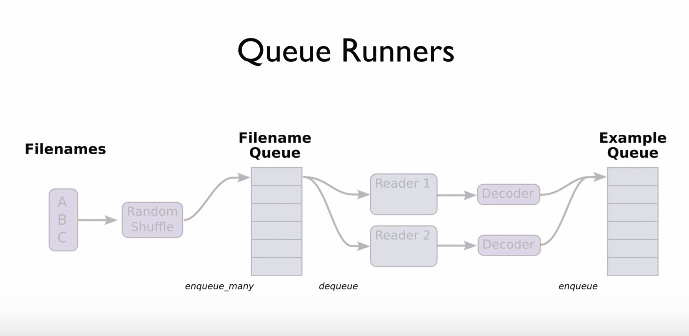 Queue Runners
Filenames
Filename
Queue
Example
Queue
A
B
C
Random
Shuffle
Reader 1
Decoder
Reader 2
Decoder
enqueue_many
dequeue
enqueue